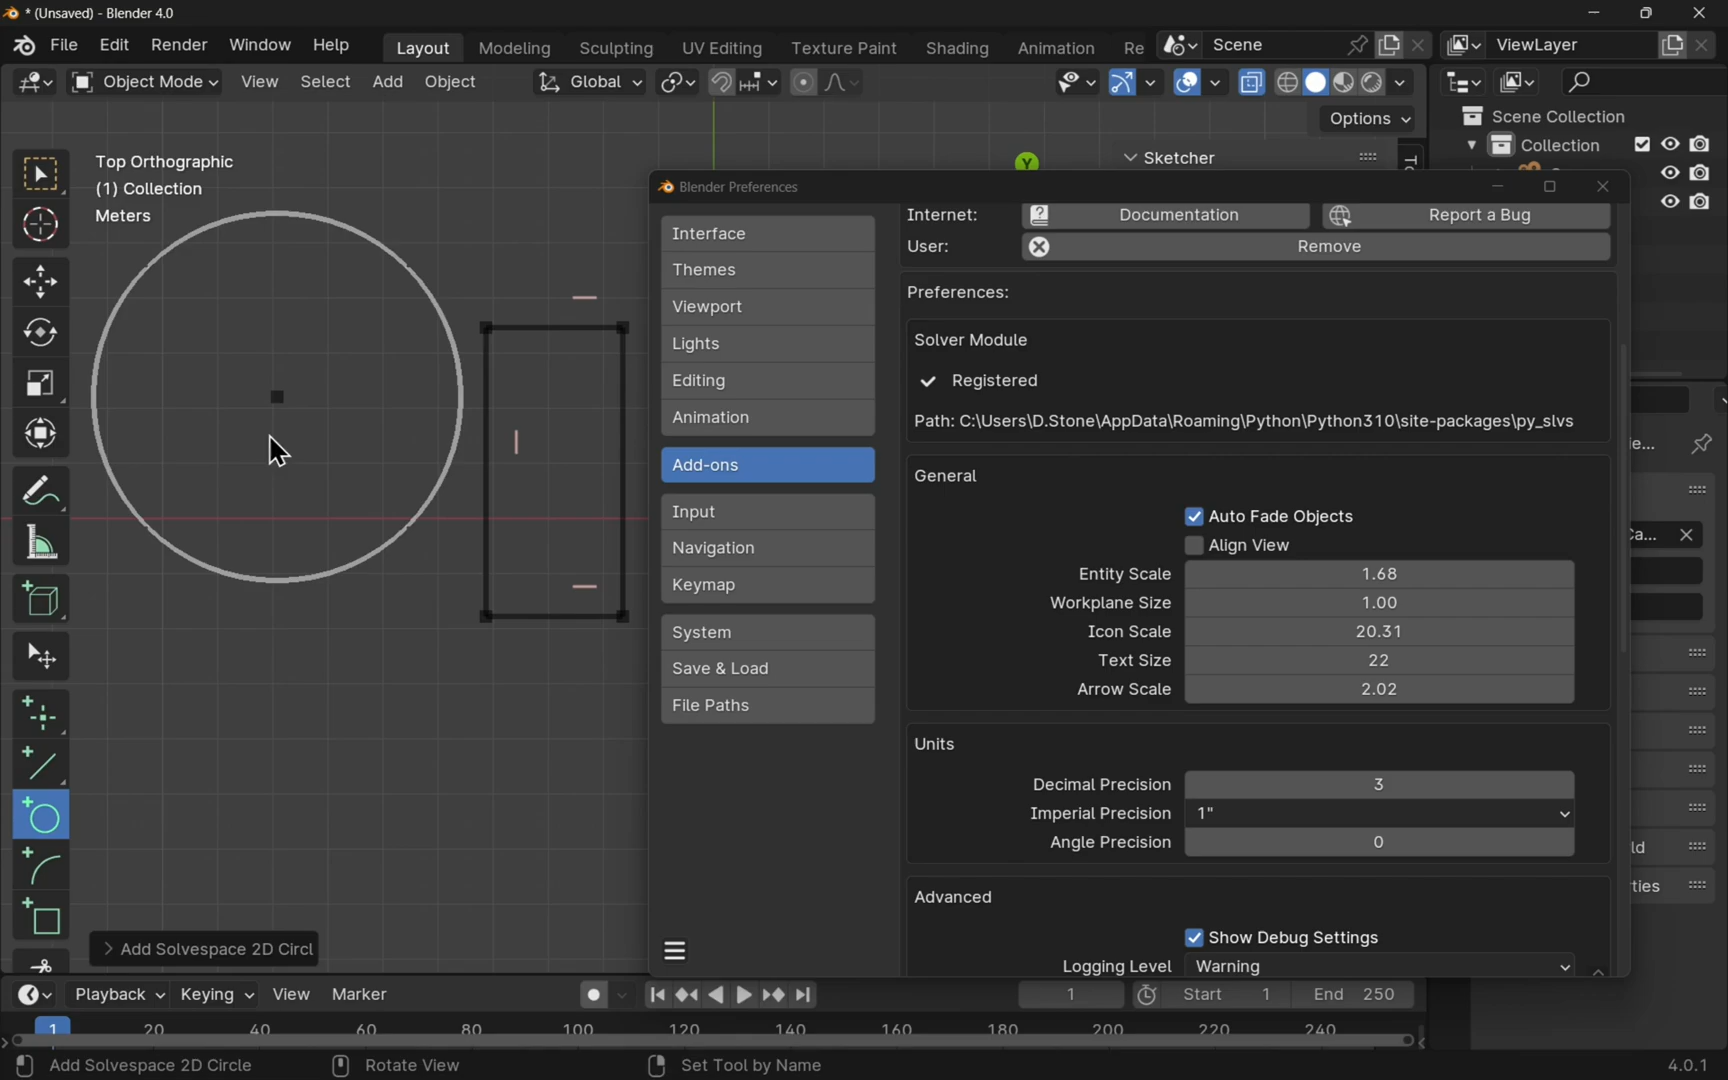 * (Unsaved) - Blender 4.0
File Edit Render Window Help Layout Modeling Sculpting UV Editing Texture Paint Shading Animation Re Scene ViewLayer
Object Mode View Select Add Object Global
Options
Scene Collection
Collection
Top Orthographic
(1) Collection
Meters
Y
Sketcher
Blender Preferences
Interface
Themes
Viewport
Lights
Editing
Animation
Add-ons
Input
Navigation
Keymap
System
Save & Load
File Paths
Internet: Documentation Report a Bug
User: Remove
Preferences:
Solver Module
Registered
Path: C:\Users\D.Stone\AppData\Roaming\Python\Python310\site-packages\py_slvs
General
Auto Fade Objects
Align View
Entity Scale 1.68
Workplane Size 1.00
Icon Scale 20.31
Text Size 22
Arrow Scale 2.02
Units
Decimal Precision 3
Imperial Precision 1"
Angle Precision 0
Advanced
Show Debug Settings
Logging Level Warning
e...
Ca...
ld
ties
Add Solvespace 2D Circl
Playback Keying View Marker 1 Start 1 End 250
1 20 40 60 80 100 120 140 160 180 200 220 240
Add Solvespace 2D Circle Rotate View Set Tool by Name 4.0.1